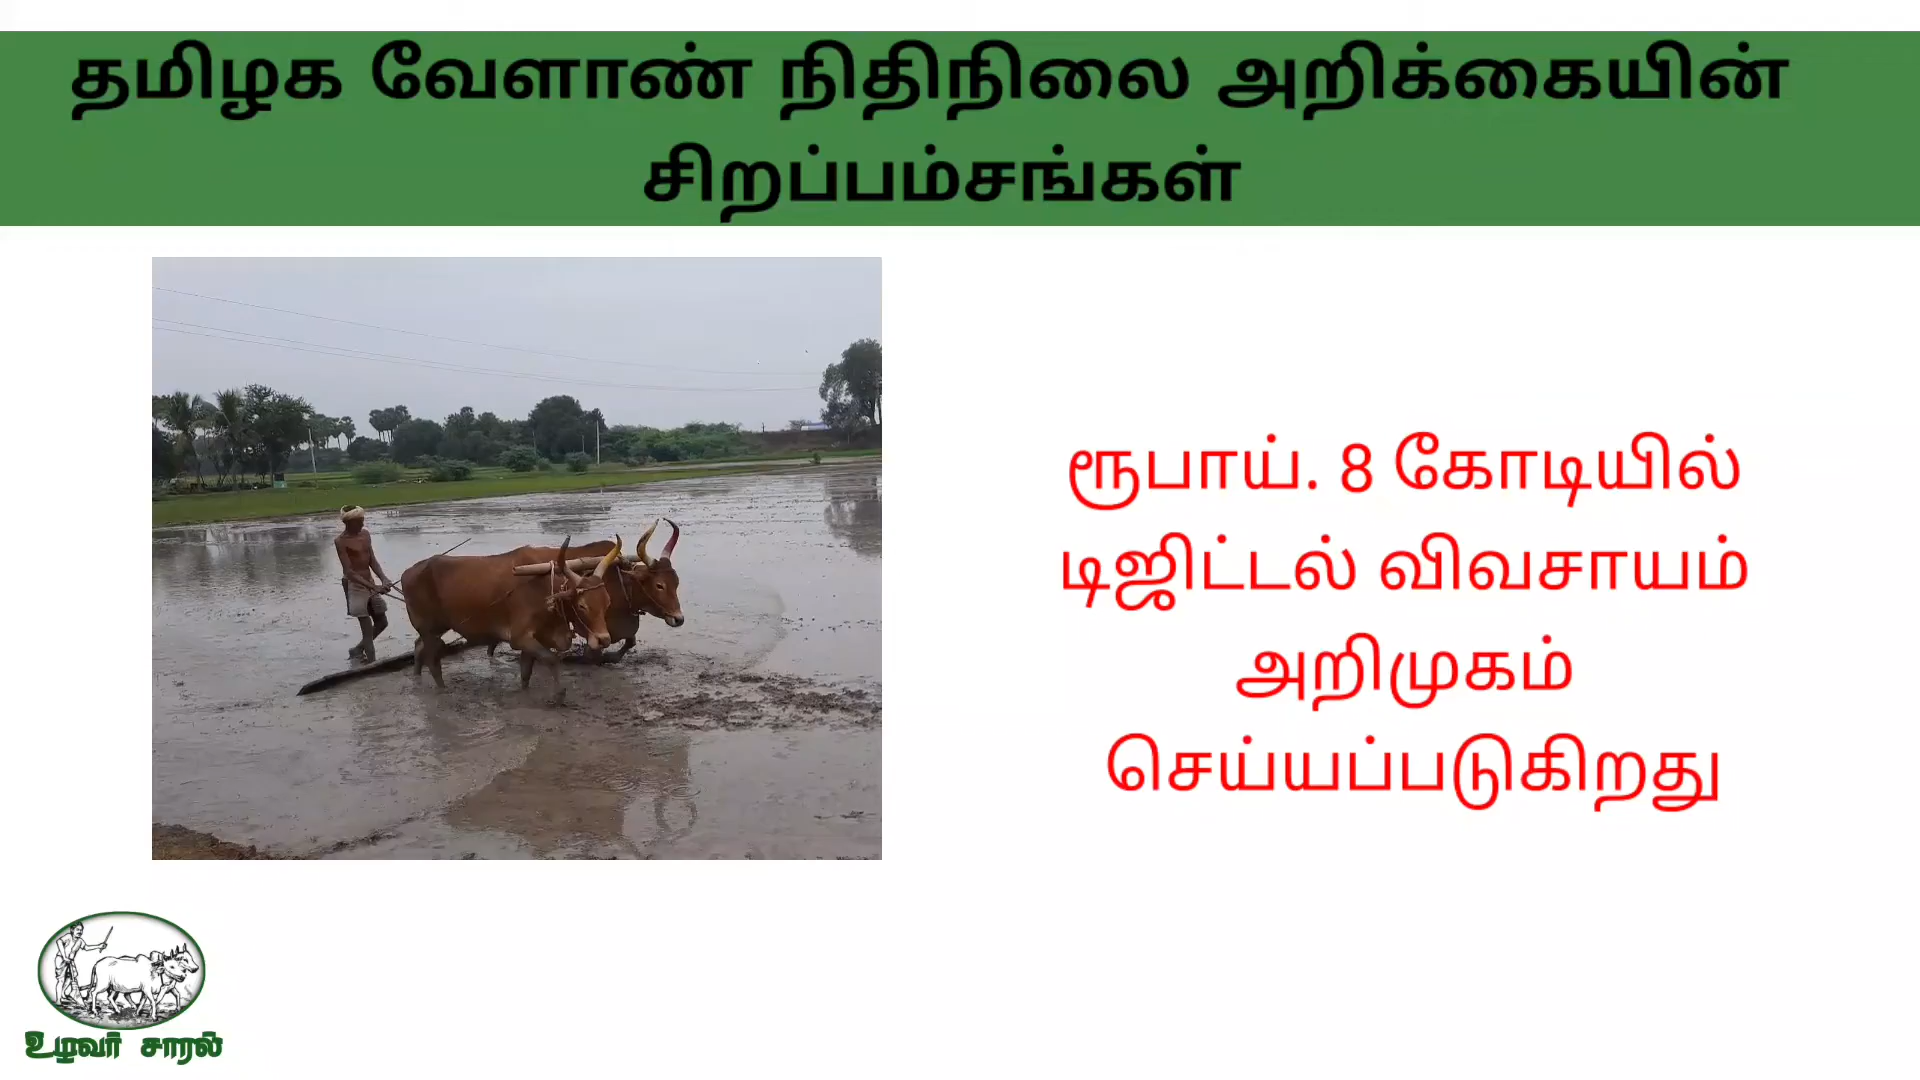 தமிழக வேளாண் நிதிநிலை அறிக்கையின்
சிறப்பம்சங்கள்
ரூபாய். 8 கோடியில்
டிஜிட்டல் விவசாயம்
அறிமுகம்
செய்யப்படுகிறது
உழவர் சாரல்